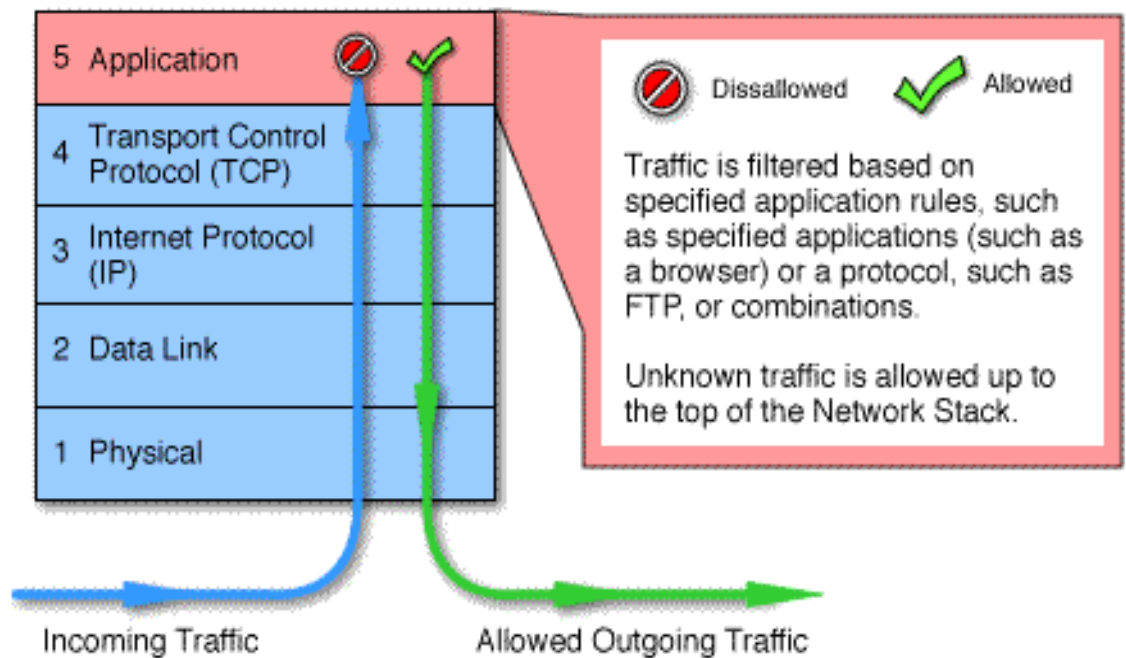 5 Application
4 Transport Control
Protocol (TCP)
3 Internet Protocol
(IP)
2 Data Link
1 Physical
Dissallowed
Allowed
Traffic is filtered based on
specified application rules, such
as specified applications (such as
a browser) or a protocol, such as
FTP, or combinations.
Unknown traffic is allowed up to
the top of the Network Stack.
Incoming Traffic
Allowed Outgoing Traffic